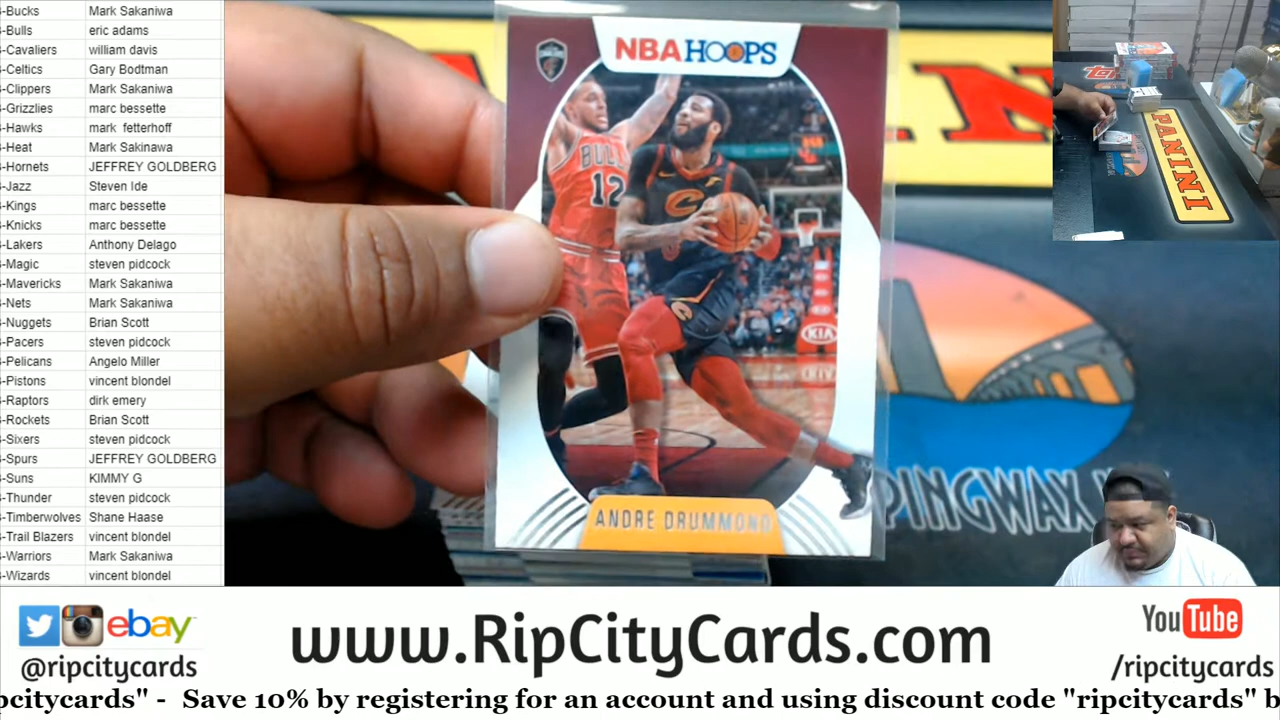 -Bucks Mark Sakaniwa
-Bulls eric adams
-Cavaliers william davis
-Celtics Gary Bodtman
-Clippers Mark Sakaniwa
-Grizzlies marc bessette
-Hawks mark fetterhoff
-Heat Mark Sakinawa
-Hornets JEFFREY GOLDBERG
-Jazz Steven Ide
-Kings marc bessette
-Knicks marc bessette
-Lakers Anthony Delago
-Magic steven pidcock
-Mavericks Mark Sakaniwa
-Nets Mark Sakaniwa
-Nuggets Brian Scott
-Pacers steven pidcock
-Pelicans Angelo Miller
-Pistons vincent blondel
-Raptors dirk emery
-Rockets Brian Scott
-Sixers steven pidcock
-Spurs JEFFREY GOLDBERG
-Suns KIMMY G
-Thunder steven pidcock
-Timberwolves Shane Haase
-Trail Blazers vincent blondel
-Warriors Mark Sakaniwa
-Wizards vincent blondel
NBA HOOPS
BULL
12
C
KIA
ANDRE DRUMMOND
PANINI
PINGWAX
ebay
@ripcitycards
www.RipCityCards.com
YouTube
/ripcitycards
pcitycards" - Save 10% by registering for an account and using discount code "ripcitycards" b